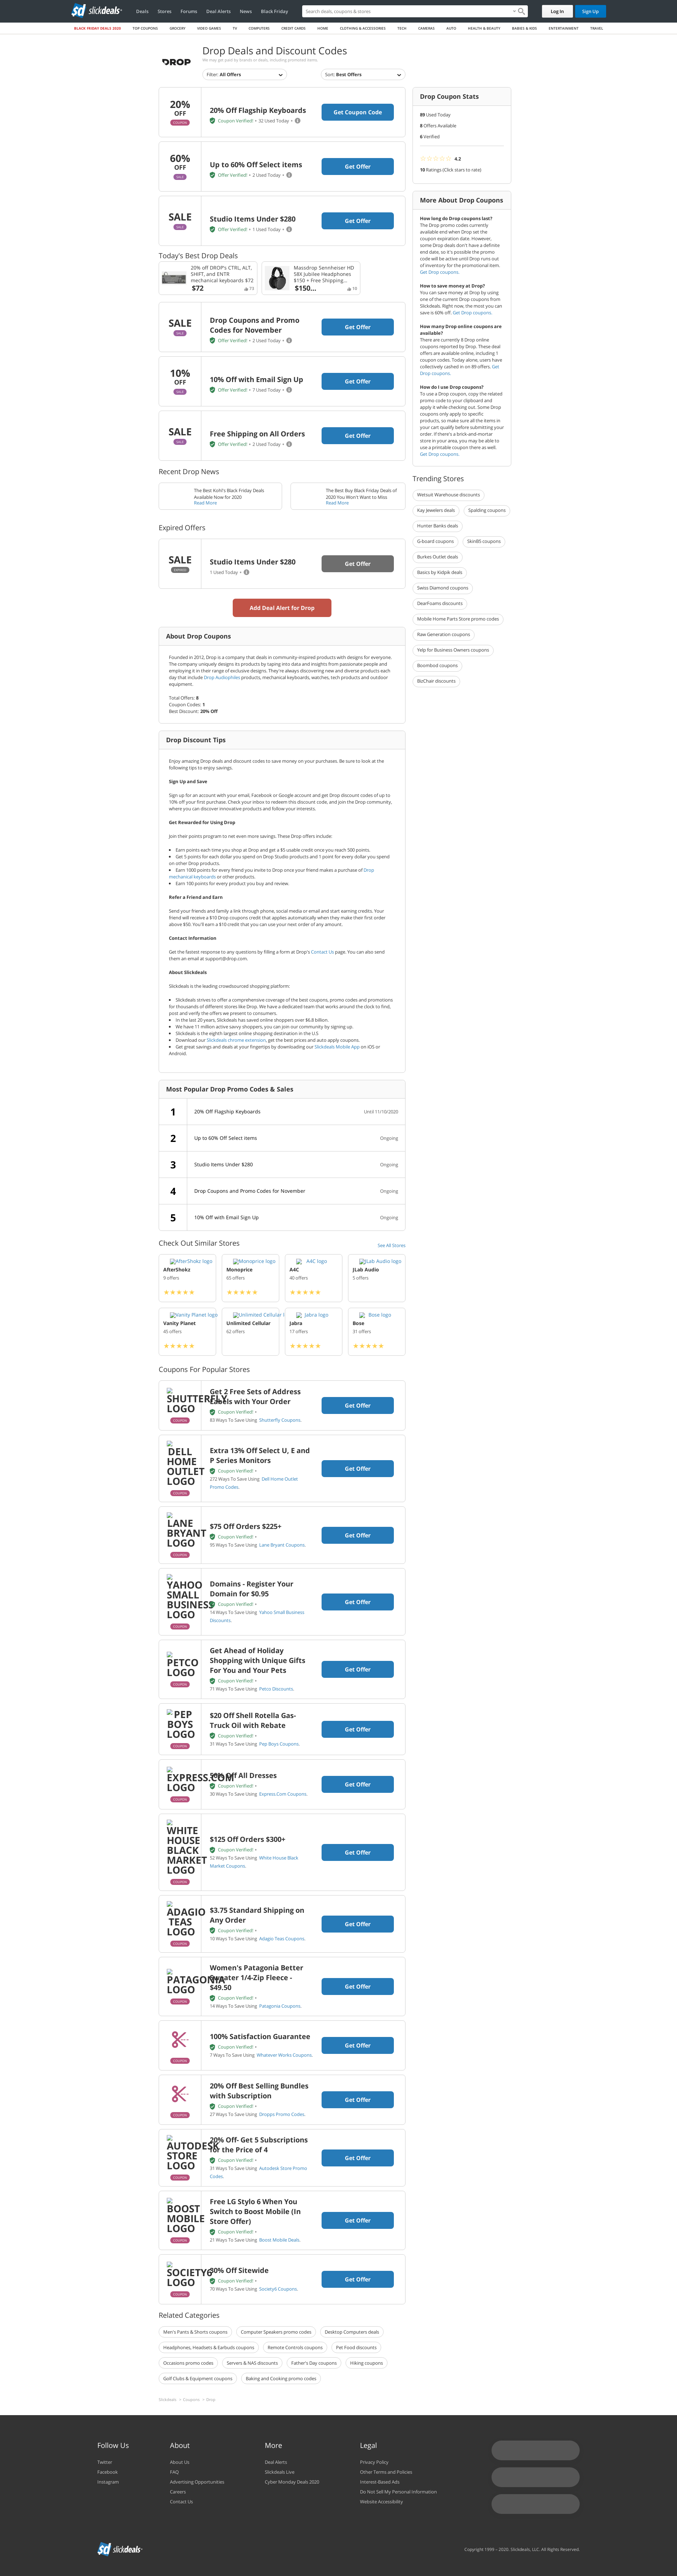 slickdeals
Deals Stores Forums Deal Alerts News Black Friday
Search deals, coupons & stores
Log In
Sign Up
BLACK FRIDAY DEALS 2020 TOP COUPONS GROCERY VIDEO GAMES TV COMPUTERS CREDIT CARDS HOME CLOTHING & ACCESSORIES TECH CAMERAS AUTO HEALTH & BEAUTY BABIES & KIDS ENTERTAINMENT TRAVEL
DROP
Drop Deals and Discount Codes
We may get paid by brands or deals, including promoted items.
Filter: All Offers
Sort: Best Offers
20%
OFF
COUPON
20% Off Flagship Keyboards
Coupon Verified! • 32 Used Today •
Get Coupon Code
60%
OFF
SALE
Up to 60% Off Select items
Offer Verified! • 2 Used Today •
Get Offer
SALE
SALE
Studio Items Under $280
Offer Verified! • 1 Used Today •
Get Offer
Today's Best Drop Deals
20% off DROP's CTRL, ALT, SHIFT, and ENTR mechanical keyboards $72
$72
73
Massdrop Sennheiser HD 58X Jubilee Headphones $150 + Free Shipping...
$150...
10
SALE
SALE
Drop Coupons and Promo Codes for November
Offer Verified! • 2 Used Today •
Get Offer
10%
OFF
SALE
10% Off with Email Sign Up
Offer Verified! • 7 Used Today •
Get Offer
SALE
SALE
Free Shipping on All Orders
Offer Verified! • 2 Used Today •
Get Offer
Recent Drop News
The Best Kohl's Black Friday Deals Available Now for 2020
Read More
The Best Buy Black Friday Deals of 2020 You Won't Want to Miss
Read More
Expired Offers
SALE
EXPIRED
Studio Items Under $280
1 Used Today •
Get Offer
Add Deal Alert for Drop
About Drop Coupons
Founded in 2012, Drop is a company that deals in community-inspired products with designs for everyone. The company uniquely designs its products by taping into data and insights from passionate people and employing it in their range of exclusive products. They're always discovering new and innovative products each day that include Drop Audiophiles products, mechanical keyboards, watches, tech products and outdoor equipment.
Total Offers: 8
Coupon Codes: 1
Best Discount: 20% Off
Drop Discount Tips
Enjoy amazing Drop deals and discount codes to save money on your purchases. Be sure to look at the following tips to enjoy savings.
Sign Up and Save
Sign up for an account with your email, Facebook or Google account and get Drop discount codes of up to 10% off your first purchase. Check your inbox to redeem this discount code, and join the Drop community, where you can discover innovative products and follow your interests.
Get Rewarded for Using Drop
Join their points program to net even more savings. These Drop offers include:
• Earn points each time you shop at Drop and get a $5 usable credit once you reach 500 points.
• Get 5 points for each dollar you spend on Drop Studio products and 1 point for every dollar you spend on other Drop products.
• Earn 1000 points for every friend you invite to Drop once your friend makes a purchase of Drop mechanical keyboards or other products.
• Earn 100 points for every product you buy and review.
Refer a Friend and Earn
Send your friends and family a link through your phone, social media or email and start earning credits. Your friend will receive a $10 Drop coupons credit that applies automatically when they make their first order above $50. You'll earn a $10 credit that you can use your next order of any amount.
Contact Information
Get the fastest response to any questions by filling a form at Drop's Contact Us page. You can also send them an email at support@drop.com.
About Slickdeals
Slickdeals is the leading crowdsourced shopping platform:
• Slickdeals strives to offer a comprehensive coverage of the best coupons, promo codes and promotions for thousands of different stores like Drop. We have a dedicated team that works around the clock to find, post and verify the offers we present to consumers.
• In the last 20 years, Slickdeals has saved online shoppers over $6.8 billion.
• We have 11 million active savvy shoppers, you can join our community by signing up.
• Slickdeals is the eighth largest online shopping destination in the U.S
• Download our Slickdeals chrome extension, get the best prices and auto apply coupons.
• Get great savings and deals at your fingertips by downloading our Slickdeals Mobile App on iOS or Android.
Most Popular Drop Promo Codes & Sales
1 20% Off Flagship Keyboards Until 11/10/2020
2 Up to 60% Off Select items Ongoing
3 Studio Items Under $280 Ongoing
4 Drop Coupons and Promo Codes for November Ongoing
5 10% Off with Email Sign Up Ongoing
Check Out Similar Stores
See All Stores
AfterShokz logo
AfterShokz
9 offers
Monoprice logo
Monoprice
65 offers
A4C logo
A4C
40 offers
JLab Audio logo
JLab Audio
5 offers
Vanity Planet logo
Vanity Planet
45 offers
Unlimited Cellular l
Unlimited Cellular
62 offers
Jabra logo
Jabra
17 offers
Bose logo
Bose
31 offers
Coupons For Popular Stores
SHUTTERFLY LOGO
COUPON
Get 2 Free Sets of Address Labels with Your Order
Coupon Verified! •
83 Ways To Save Using Shutterfly Coupons.
Get Offer
DELL HOME OUTLET LOGO
COUPON
Extra 13% Off Select U, E and P Series Monitors
Coupon Verified! •
272 Ways To Save Using Dell Home Outlet Promo Codes.
Get Offer
LANE BRYANT LOGO
COUPON
$75 Off Orders $225+
Coupon Verified! •
95 Ways To Save Using Lane Bryant Coupons.
Get Offer
YAHOO SMALL BUSINESS LOGO
COUPON
Domains - Register Your Domain for $0.95
Coupon Verified! •
14 Ways To Save Using Yahoo Small Business Discounts.
Get Offer
PETCO LOGO
COUPON
Get Ahead of Holiday Shopping with Unique Gifts For You and Your Pets
Coupon Verified! •
71 Ways To Save Using Petco Discounts.
Get Offer
PEP BOYS LOGO
COUPON
$20 Off Shell Rotella Gas-Truck Oil with Rebate
Coupon Verified! •
31 Ways To Save Using Pep Boys Coupons.
Get Offer
EXPRESS.COM LOGO
COUPON
50% Off All Dresses
Coupon Verified! •
30 Ways To Save Using Express.Com Coupons.
Get Offer
WHITE HOUSE BLACK MARKET LOGO
COUPON
$125 Off Orders $300+
Coupon Verified! •
52 Ways To Save Using White House Black Market Coupons.
Get Offer
ADAGIO TEAS LOGO
COUPON
$3.75 Standard Shipping on Any Order
Coupon Verified! •
10 Ways To Save Using Adagio Teas Coupons.
Get Offer
PATAGONIA LOGO
COUPON
Women's Patagonia Better Sweater 1/4-Zip Fleece - $49.50
Coupon Verified! •
14 Ways To Save Using Patagonia Coupons.
Get Offer
COUPON
100% Satisfaction Guarantee
Coupon Verified! •
7 Ways To Save Using Whatever Works Coupons.
Get Offer
COUPON
20% Off Best Selling Bundles with Subscription
Coupon Verified! •
27 Ways To Save Using Dropps Promo Codes.
Get Offer
AUTODESK STORE LOGO
COUPON
20% Off- Get 5 Subscriptions for the Price of 4
Coupon Verified! •
31 Ways To Save Using Autodesk Store Promo Codes.
Get Offer
BOOST MOBILE LOGO
COUPON
Free LG Stylo 6 When You Switch to Boost Mobile (In Store Offer)
Coupon Verified! •
21 Ways To Save Using Boost Mobile Deals.
Get Offer
SOCIETY6 LOGO
COUPON
30% Off Sitewide
Coupon Verified! •
70 Ways To Save Using Society6 Coupons.
Get Offer
Related Categories
Men's Pants & Shorts coupons
Computer Speakers promo codes
Desktop Computers deals
Headphones, Headsets & Earbuds coupons
Remote Controls coupons
Pet Food discounts
Occasions promo codes
Servers & NAS discounts
Father's Day coupons
Hiking coupons
Golf Clubs & Equipment coupons
Baking and Cooking promo codes
Slickdeals > Coupons > Drop
Drop Coupon Stats
89 Used Today
8 Offers Available
6 Verified
4.2
10 Ratings (Click stars to rate)
More About Drop Coupons
How long do Drop coupons last?
The Drop promo codes currently available end when Drop set the coupon expiration date. However, some Drop deals don't have a definite end date, so it's possible the promo code will be active until Drop runs out of inventory for the promotional item. Get Drop coupons.
How to save money at Drop?
You can save money at Drop by using one of the current Drop coupons from Slickdeals. Right now, the most you can save is 60% off. Get Drop coupons.
How many Drop online coupons are available?
There are currently 8 Drop online coupons reported by Drop. These deal offers are available online, including 1 coupon codes. Today alone, users have collectively cashed in on 89 offers. Get Drop coupons.
How do I use Drop coupons?
To use a Drop coupon, copy the related promo code to your clipboard and apply it while checking out. Some Drop coupons only apply to specific products, so make sure all the items in your cart qualify before submitting your order. If there's a brick-and-mortar store in your area, you may be able to use a printable coupon there as well. Get Drop coupons.
Trending Stores
Wetsuit Warehouse discounts
Kay Jewelers deals
Spalding coupons
Hunter Banks deals
G-board coupons
SkinB5 coupons
Burkes Outlet deals
Basics by Kidpik deals
Swiss Diamond coupons
DearFoams discounts
Mobile Home Parts Store promo codes
Raw Generation coupons
Yelp for Business Owners coupons
Boombod coupons
BizChair discounts
Follow Us
Twitter
Facebook
Instagram
About
About Us
FAQ
Advertising Opportunities
Careers
Contact Us
More
Deal Alerts
Slickdeals Live
Cyber Monday Deals 2020
Legal
Privacy Policy
Other Terms and Policies
Interest-Based Ads
Do Not Sell My Personal Information
Website Accessibility
slickdeals
Copyright 1999 - 2020. Slickdeals, LLC. All Rights Reserved.